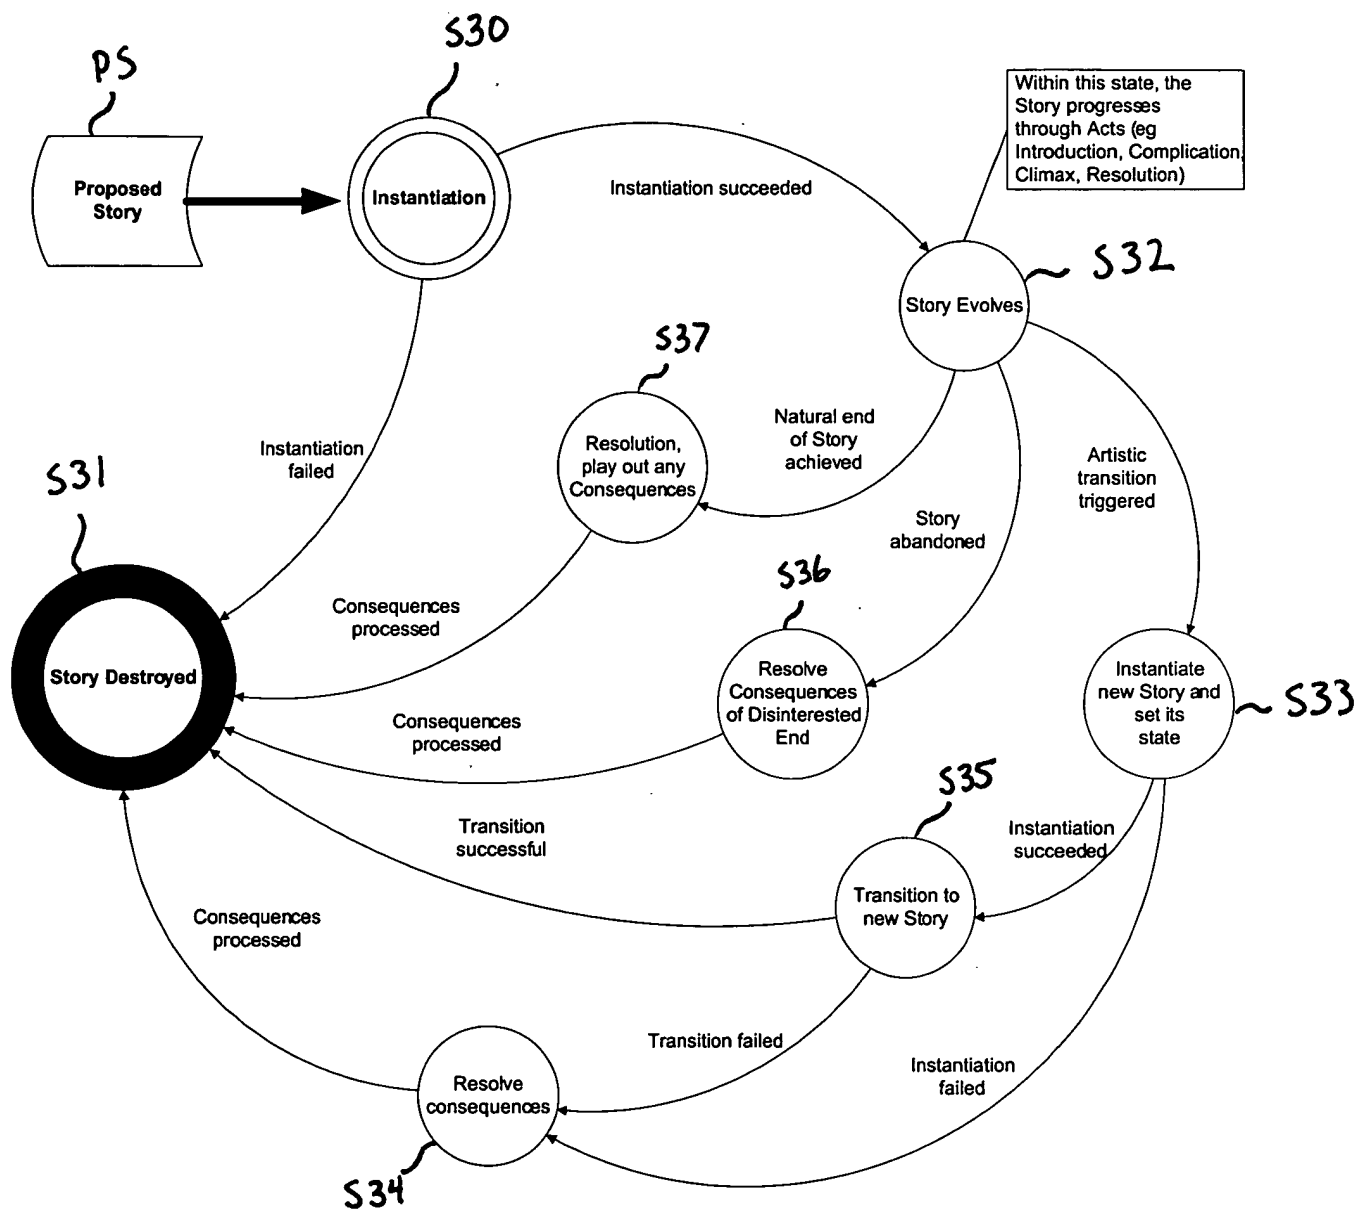 S30
PS
Within this state, the
Story progresses
through Acts (eg
Introduction, Complication,
Climax, Resolution)
Proposed
Story
Instantiation
Instantiation succeeded
S32
Story Evolves
S37
Natural end
of Story
achieved
Resolution,
play out any
Consequences
Instantiation
failed
Artistic
transition
triggered
S31
Story
abandoned
S36
Consequences
processed
Story Destroyed
Resolve
Consequences
of Disinterested
End
Instantiate
new Story and
set its
state
S33
Consequences
processed
S35
Transition
successful
Instantiation
succeeded
Transition to
new Story
Consequences
processed
Transition failed
Instantiation
failed
Resolve
consequences
S34